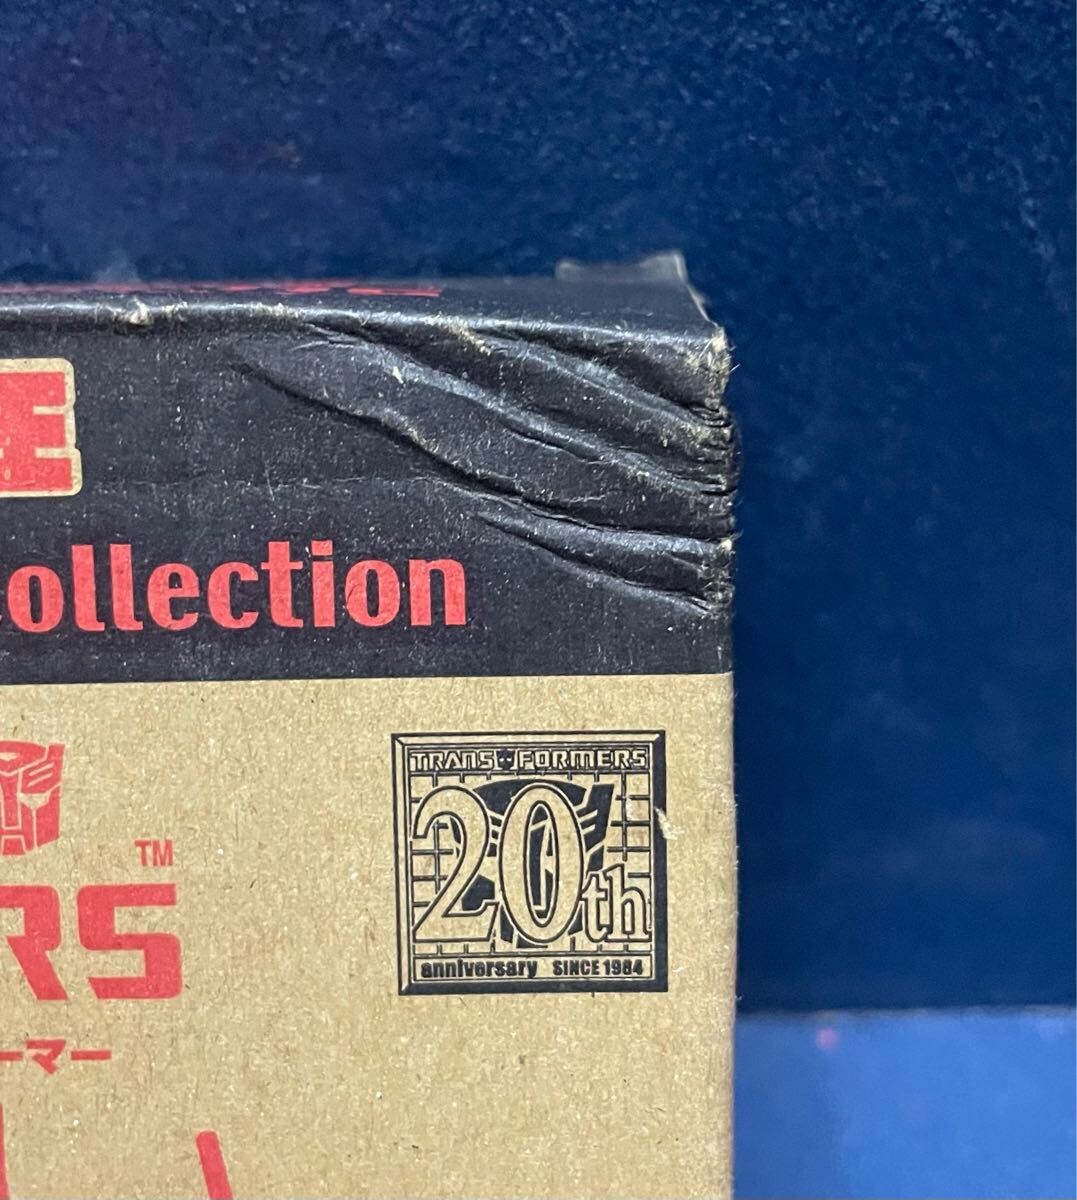 ollection
TRANSFORMERS
20th
anniversary SINCE 1984
TM
RS
ーマー